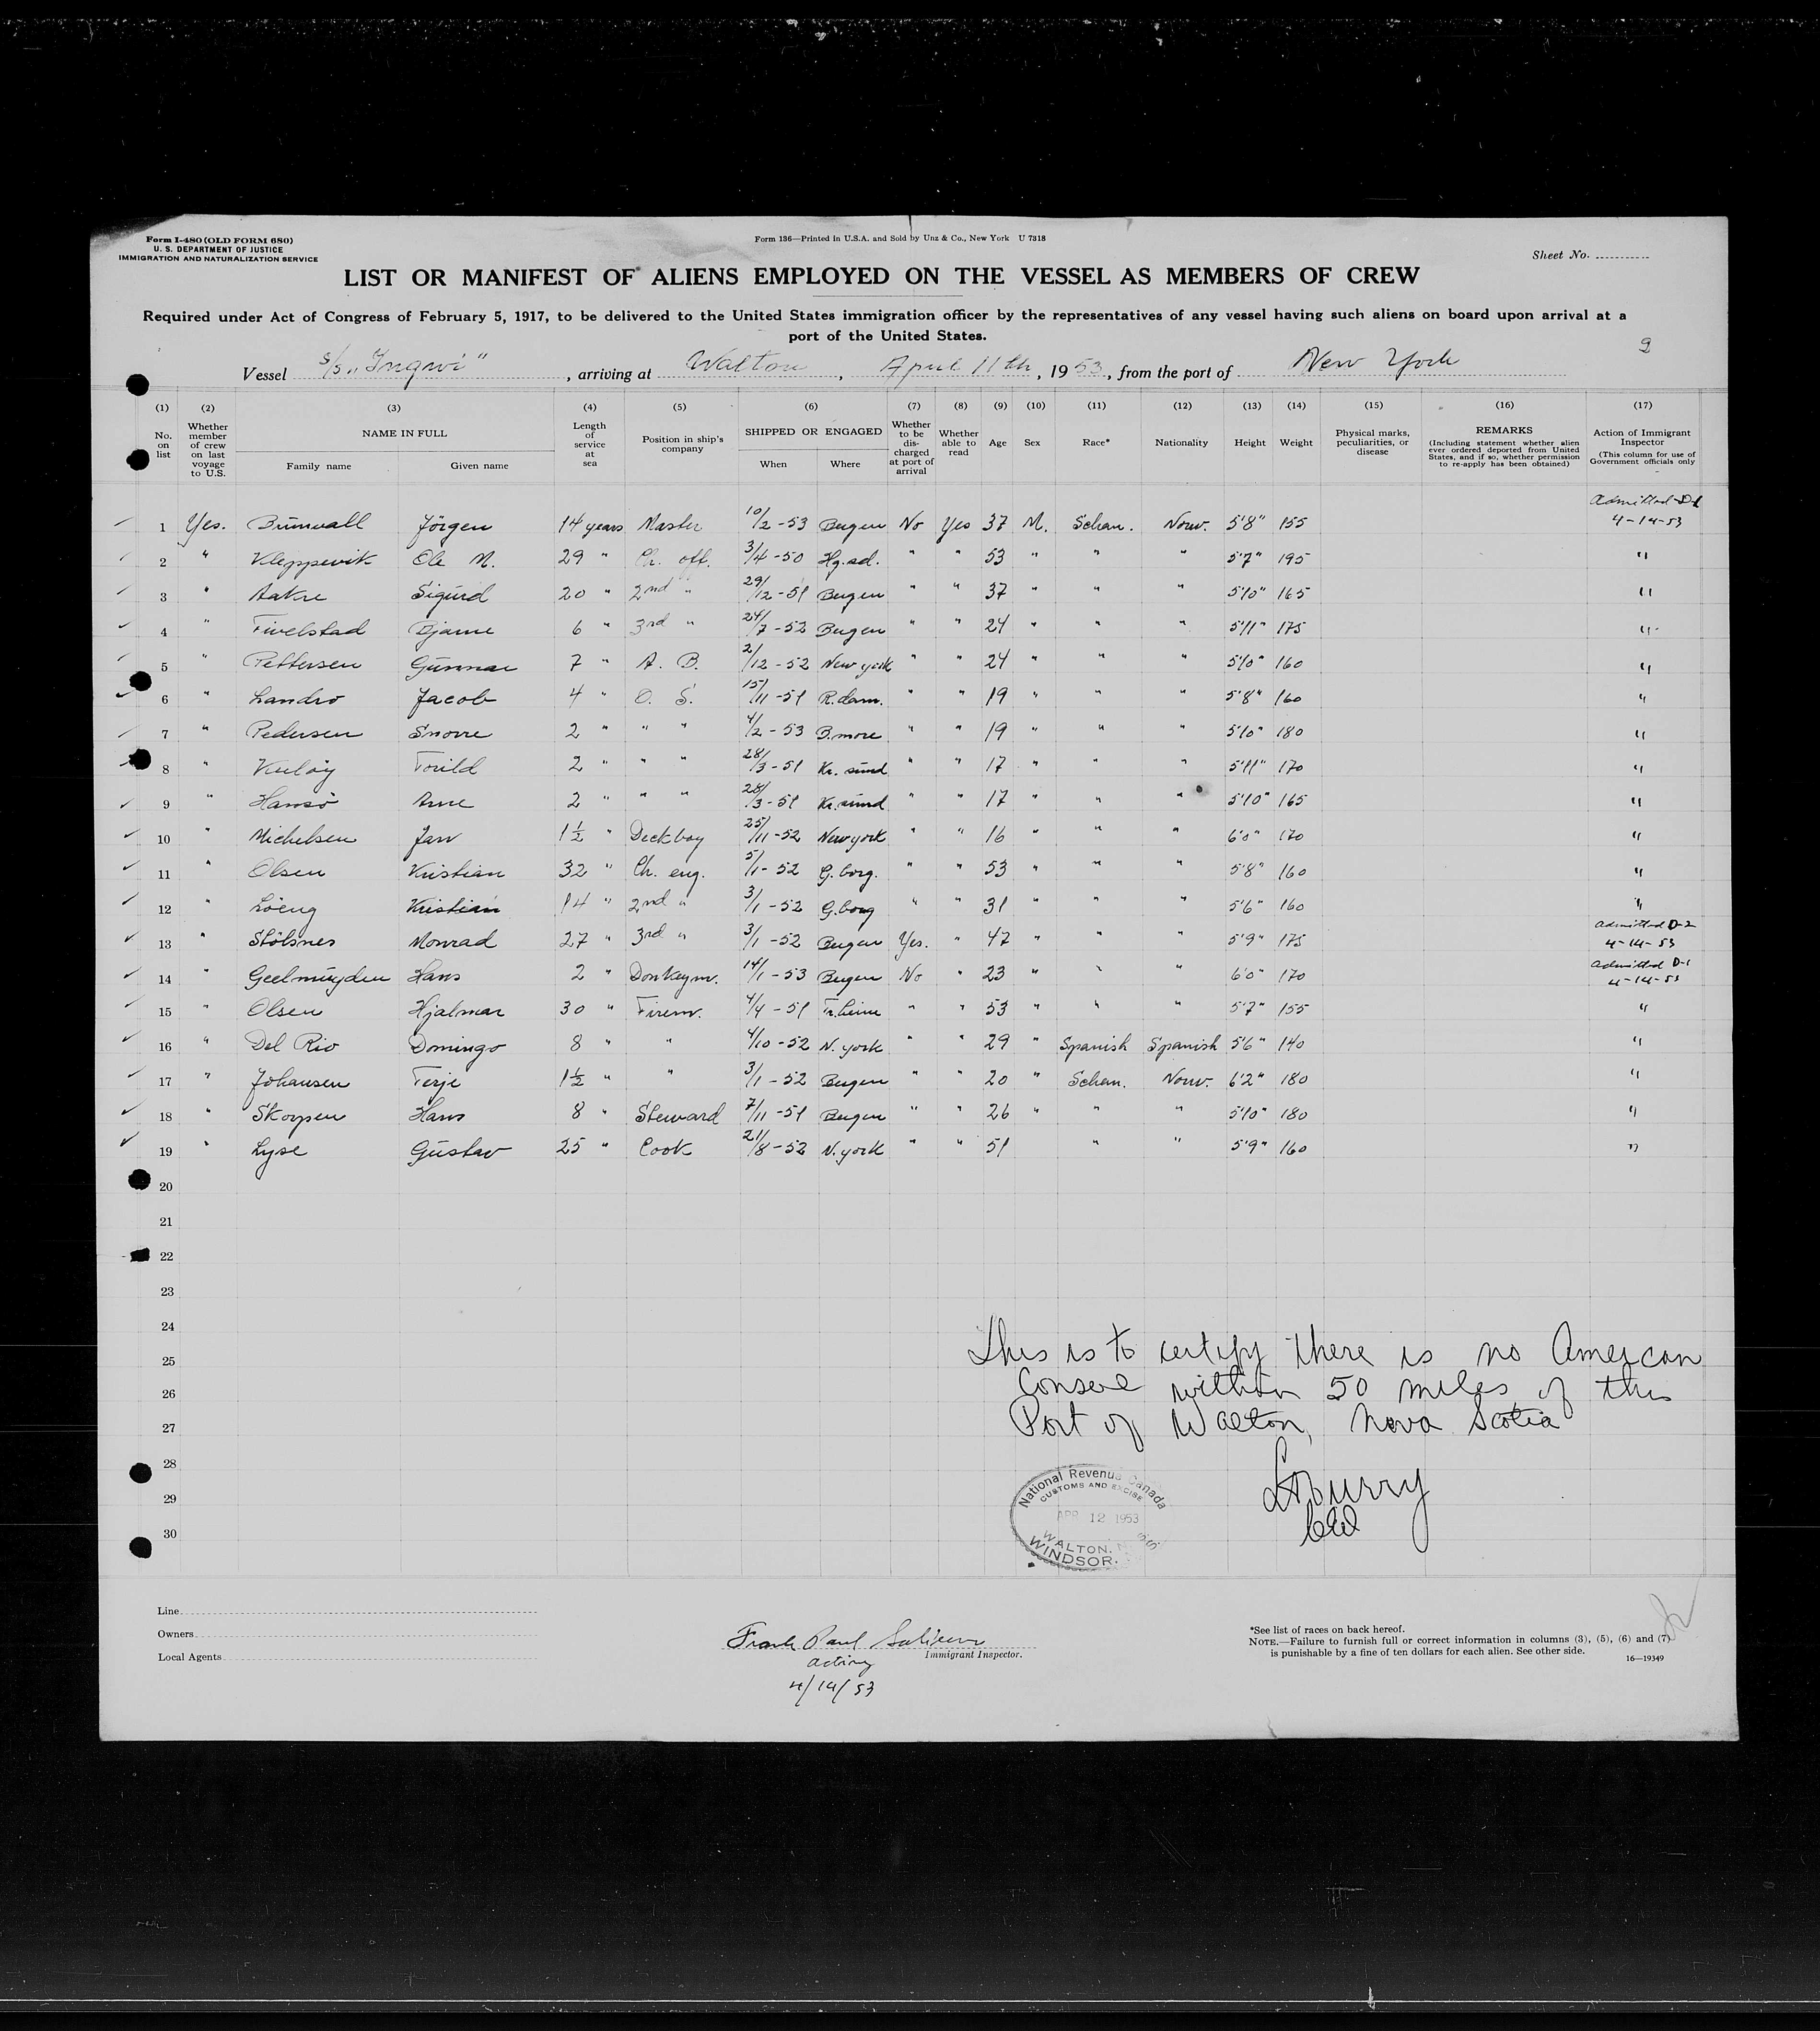 Form I-480 (OLD FORM 680)
U. S. DEPARTMENT OF JUSTICE
IMMIGRATION AND NATURALIZATION SERVICE
Form 136—Printed in U.S.A. and Sold by Unz & Co., New York U 7318
Sheet No.
LIST OR MANIFEST OF ALIENS EMPLOYED ON THE VESSEL AS MEMBERS OF CREW
Required under Act of Congress of February 5, 1917, to be delivered to the United States immigration officer by the representatives of any vessel having such aliens on board upon arrival at a
port of the United States.
9
Vessel s/s „Ingwi", arriving at Walton, April 11th, 1953, from the port of New York
(1) (2) (3) (4) (5) (6) (7) (8) (9) (10) (11) (12) (13) (14) (15) (16) (17)
No. on list
Whether member of crew on last voyage to U.S.
NAME IN FULL
Family name Given name
Length of service at sea
Position in ship's company
SHIPPED OR ENGAGED
When Where
Whether to be discharged at port of arrival
Whether able to read
Age
Sex
Race*
Nationality
Height
Weight
Physical marks, peculiarities, or disease
REMARKS
(Including statement whether alien ever ordered deported from United States, and if so, whether permission to re-apply has been obtained)
Action of Immigrant Inspector
(This column for use of Government officials only
1 Yes. Brunvall Jörgen 14 years Master 10/2 -53 Bergen No Yes 37 M. Schan. Norw. 5'8" 155 Admitted D-1 4-14-53
2 " Kleppevik Ole M. 29 " Ch. off. 3/4 -50 Hg.sd. " " 53 " " " 5'7" 195 "
3 " Aakre Sigurd 20 " 2nd " 29/12 -51 Bergen " " 37 " " " 5'10" 165 "
4 " Fivelstad Bjarne 6 " 3rd " 24/7 -52 Bergen " " 24 " " " 5'11" 175 "
5 " Pettersen Gunnar 7 " A. B. 2/12 -52 New york " " 24 " " " 5'10" 160 "
6 " Landro Jacob 4 " O. S. 15/11 -51 R.dam. " " 19 " " " 5'8" 160 "
7 " Pedersen Snorre 2 " " " 4/2 -53 B.more " " 19 " " " 5'10" 180 "
8 " Kuløy Torild 2 " " " 28/3 -51 Kr. sund " " 17 " " " 5'11" 170 "
9 " Hansö Arne 2 " " " 28/3 -51 Kr.sund " " 17 " " " 5'10" 165 "
10 " Michelsen Jan 1½ " Deckboy 25/11 -52 New york " " 16 " " " 6'0" 170 "
11 " Olsen Kristian 32 " Ch. eng. 5/1 - 52 G.borg. " " 53 " " " 5'8" 160 "
12 " Löeng Kristian 14 " 2nd " 3/1 -52 G.borg " " 31 " " " 5'6" 160 "
13 " Stölsnes Monrad 27 " 3rd " 3/1 -52 Bergen Yes. " 47 " " " 5'9" 175 admitted D-2 4-14-53
14 " Geelmuyden Hans 2 " Donkeym. 14/1 -53 Bergen No " 23 " " " 6'0" 170 admitted D-1 4-14-53
15 " Olsen Hjalmar 30 " Firem. 4/4 -51 Tr.heim " " 53 " " 5'7" 155 "
16 " Del Rio Domingo 8 " " 4/10 -52 N. york " " 29 " Spanish Spanish 5'6" 140 "
17 " Johansen Terje 1½ " " 3/1 - 52 Bergen " " 20 " Schan. Norw. 6'2" 180 "
18 " Skorpen Hans 8 " Steward 7/11 -51 Bergen " " 26 " " " 5'10" 180 "
19 " Lyse Gustav 25 " Cook 21/8 -52 N. york " " 51 " " 5'9" 160 "
20
21
22
23
24
25
26
27
28
29
30
This is to certify there is no Amercan
Consul within 50 miles of this
Port of Walton, Nova Scotia
National Revenue Canada
CUSTOMS AND EXCISE
APR 12 1953
WALTON, N.S.
WINDSOR.
Line
Owners
Local Agents
Frank Paul
Immigrant Inspector.
acting
4/14/53
*See list of races on back hereof.
NOTE.—Failure to furnish full or correct information in columns (3), (5), (6) and (7)
is punishable by a fine of ten dollars for each alien. See other side.
16—19349